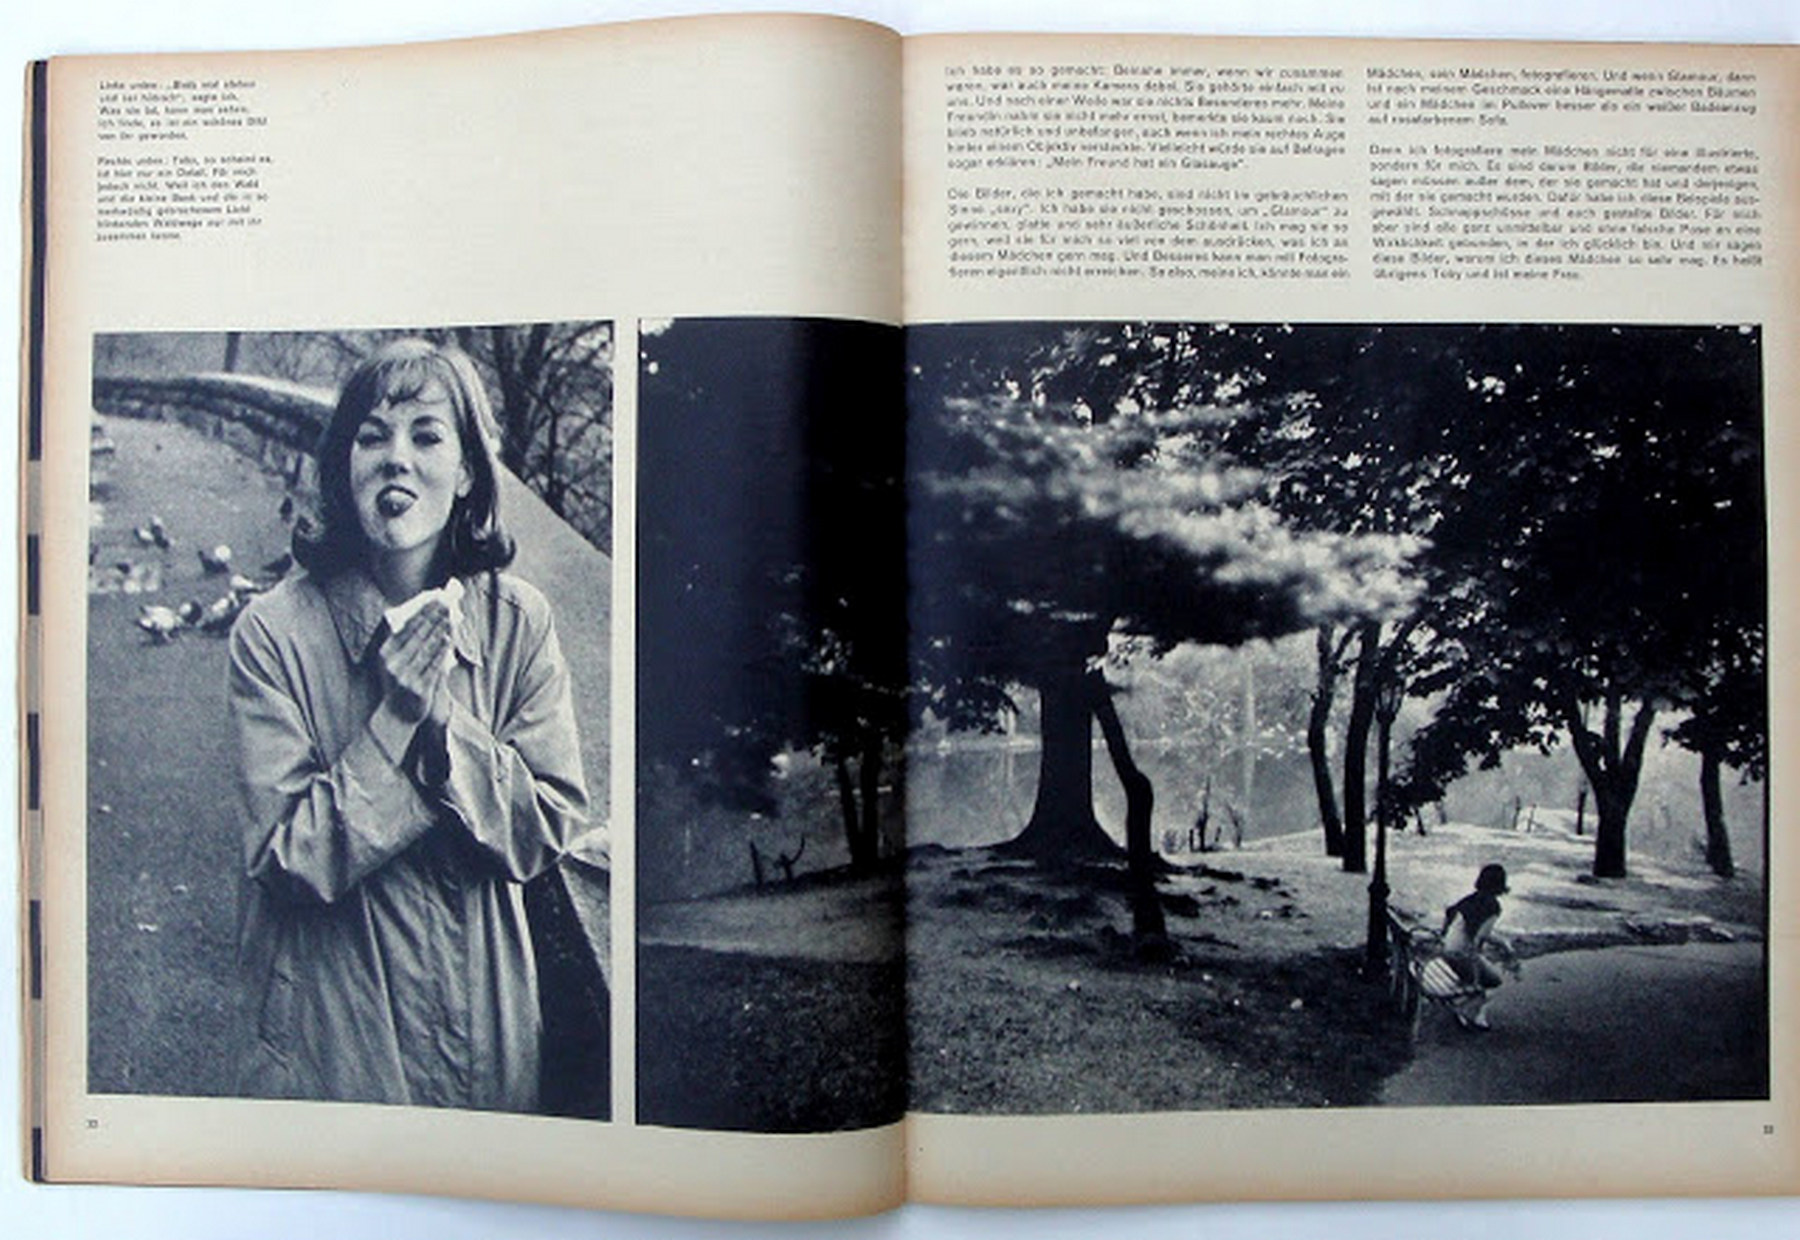 Links unten: „Bleib mal stehen
und sei hübsch“, sagte ich.
Was sie tat, kann man sehen.
Ich finde, es ist ein schönes Bild
von ihr geworden.
Rechts unten: Toby, so scheint es,
ist hier nur ein Detail. Für mich
jedoch nicht. Weil ich den Wald
und die kleine Bank und die in so
merkwürdig gebrochenem Licht
blinkenden Waldwege nur mit ihr
zusammen kenne.
Ich habe es so gemacht: Beinahe immer, wenn wir zusammen
waren, war auch meine Kamera dabei. Sie gehörte einfach mit zu
uns. Und nach einer Weile war sie nichts Besonderes mehr. Meine
Freundin nahm sie nicht mehr ernst, bemerkte sie kaum noch. Sie
blieb natürlich und unbefangen, auch wenn ich mein rechtes Auge
hinter einem Objektiv versteckte. Vielleicht würde sie auf Befragen
sogar erklären: „Mein Freund hat ein Glasauge“.
Die Bilder, die ich gemacht habe, sind nicht im gebräuchlichen
Sinne „sexy“. Ich habe sie nicht geschossen, um „Glamour“ zu
gewinnen, glatte und sehr äußerliche Schönheit. Ich mag sie so
gern, weil sie für mich so viel von dem ausdrücken, was ich an
diesem Mädchen gern mag. Und Besseres kann man mit Fotogra-
fieren eigentlich nicht erreichen. So also, meine ich, könnte man ein
Mädchen, sein Mädchen, fotografieren. Und wenn Glamour, dann
ist nach meinem Geschmack eine Hängematte zwischen Bäumen
und ein Mädchen im Pullover besser als ein weißer Badeanzug
auf rosafarbenem Sofa.
Denn ich fotografiere mein Mädchen nicht für eine Illustrierte,
sondern für mich. Es sind darum Bilder, die niemandem etwas
sagen müssen außer dem, der sie gemacht hat und derjenigen,
mit der sie gemacht wurden. Dafür habe ich diese Beispiele aus-
gewählt. Schnappschüsse und auch gestellte Bilder. Für mich
aber sind alle ganz unmittelbar und ohne falsche Pose an eine
Wirklichkeit gebunden, in der ich glücklich bin. Und mir sagen
diese Bilder, warum ich dieses Mädchen so sehr mag. Es heißt
übrigens Toby und ist meine Frau.